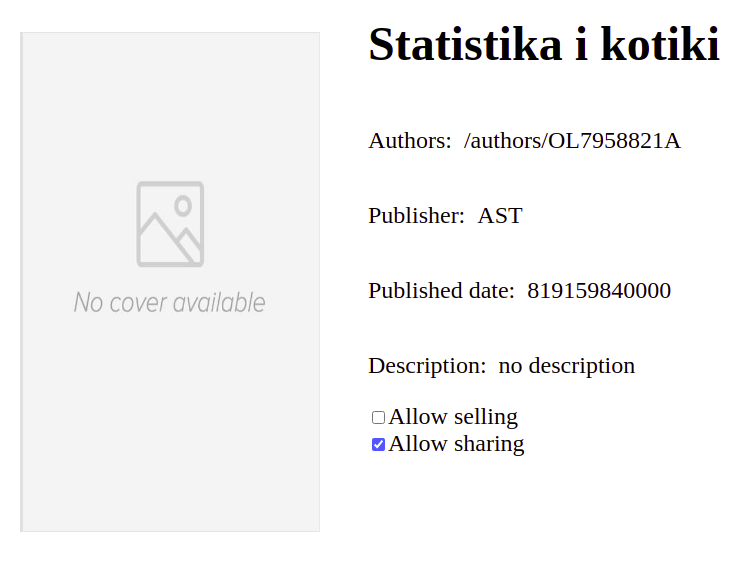 Statistika i kotiki
Authors: /authors/OL7958821A
Publisher: AST
Published date: 819159840000
No cover available
Description: no description
Allow selling
Allow sharing